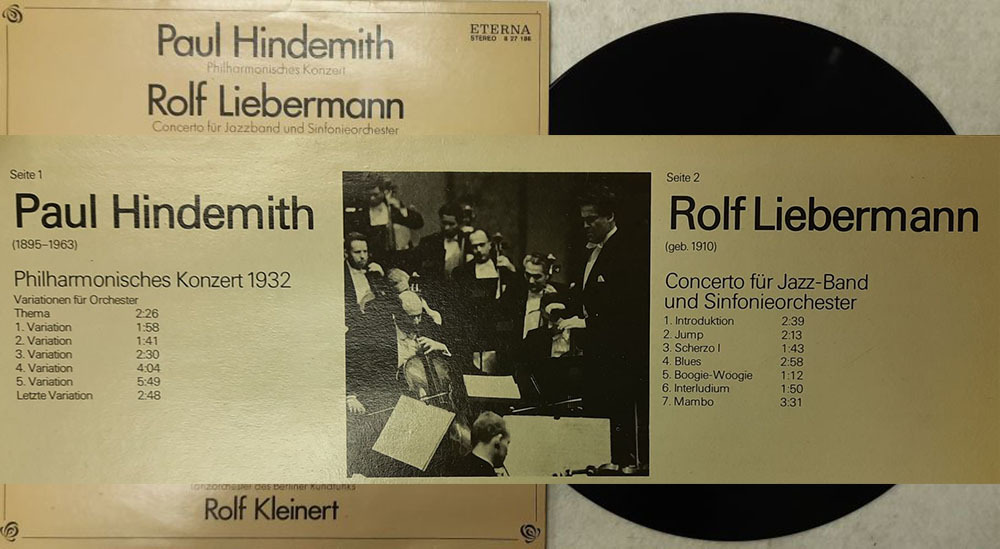 Paul Hindemith
Philharmonisches Konzert
ETERNA
STEREO 8 27 186
Rolf Liebermann
Concerto für Jazzband und Sinfonieorchester
Seite 1
Paul Hindemith
(1895–1963)
Philharmonisches Konzert 1932
Variationen für Orchester
Thema 2:26
1. Variation 1:58
2. Variation 1:41
3. Variation 2:30
4. Variation 4:04
5. Variation 5:49
Letzte Variation 2:48
Seite 2
Rolf Liebermann
(geb. 1910)
Concerto für Jazz-Band
und Sinfonieorchester
1. Introduktion 2:39
2. Jump 2:13
3. Scherzo I 1:43
4. Blues 2:58
5. Boogie-Woogie 1:12
6. Interludium 1:50
7. Mambo 3:31
Tanzorchester des Berliner Rundfunks
Rolf Kleinert